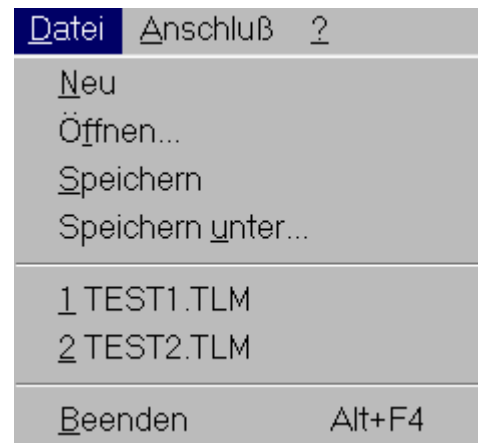 Datei Anschluß ?
Neu
Öffnen...
Speichern
Speichern unter...
1 TEST1.TLM
2 TEST2.TLM
Beenden Alt+F4